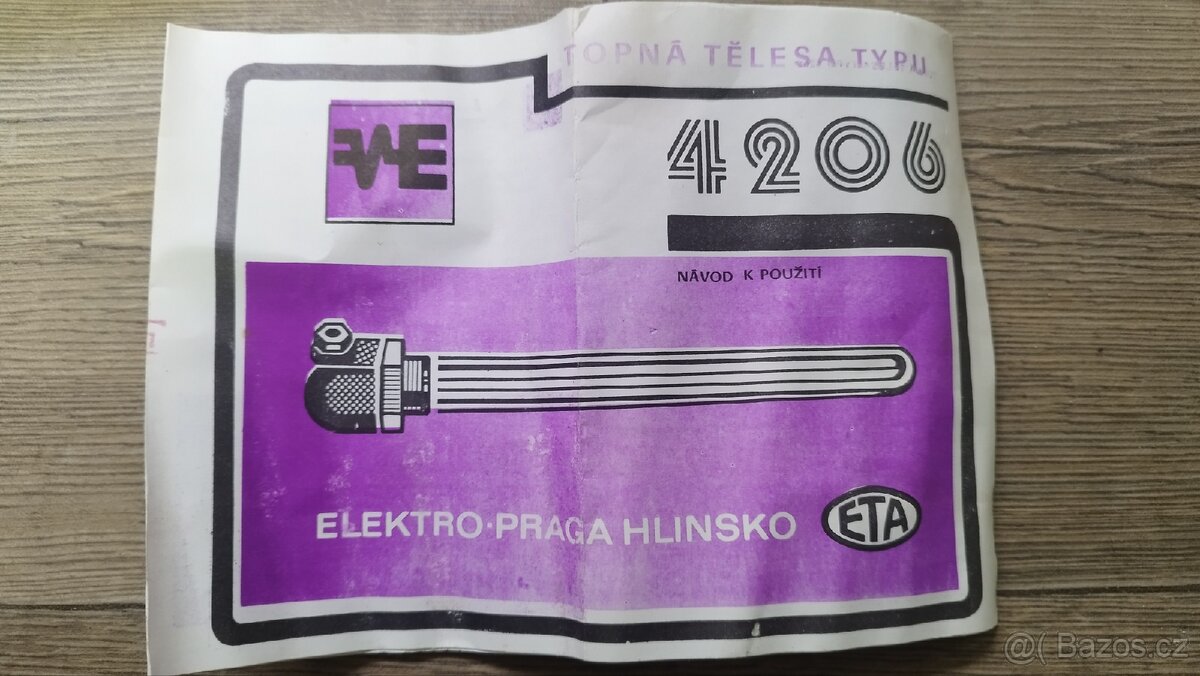 TOPNÁ TĚLESA TYPU
4206
NÁVOD K POUŽITÍ
ELEKTRO·PRAGA HLINSKO
ETA
@( Bazos.cz